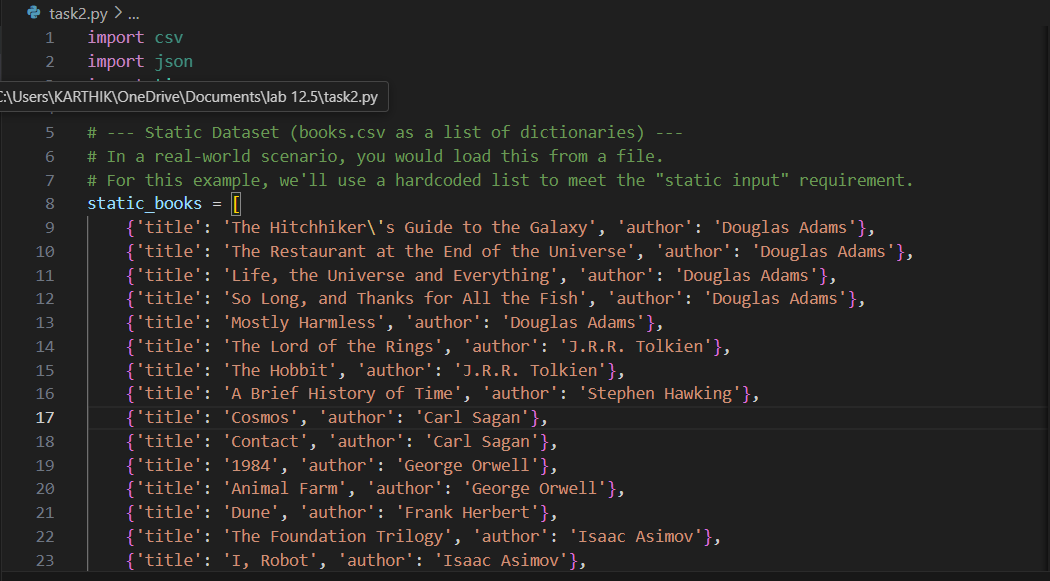 task2.py > ...
1 import csv
2 import json
C:\Users\KARTHIK\OneDrive\Documents\lab 12.5\task2.py
5 # --- Static Dataset (books.csv as a list of dictionaries) ---
6 # In a real-world scenario, you would load this from a file.
7 # For this example, we'll use a hardcoded list to meet the "static input" requirement.
8 static_books = [
9 {'title': 'The Hitchhiker\'s Guide to the Galaxy', 'author': 'Douglas Adams'},
10 {'title': 'The Restaurant at the End of the Universe', 'author': 'Douglas Adams'},
11 {'title': 'Life, the Universe and Everything', 'author': 'Douglas Adams'},
12 {'title': 'So Long, and Thanks for All the Fish', 'author': 'Douglas Adams'},
13 {'title': 'Mostly Harmless', 'author': 'Douglas Adams'},
14 {'title': 'The Lord of the Rings', 'author': 'J.R.R. Tolkien'},
15 {'title': 'The Hobbit', 'author': 'J.R.R. Tolkien'},
16 {'title': 'A Brief History of Time', 'author': 'Stephen Hawking'},
17 {'title': 'Cosmos', 'author': 'Carl Sagan'},
18 {'title': 'Contact', 'author': 'Carl Sagan'},
19 {'title': '1984', 'author': 'George Orwell'},
20 {'title': 'Animal Farm', 'author': 'George Orwell'},
21 {'title': 'Dune', 'author': 'Frank Herbert'},
22 {'title': 'The Foundation Trilogy', 'author': 'Isaac Asimov'},
23 {'title': 'I, Robot', 'author': 'Isaac Asimov'},